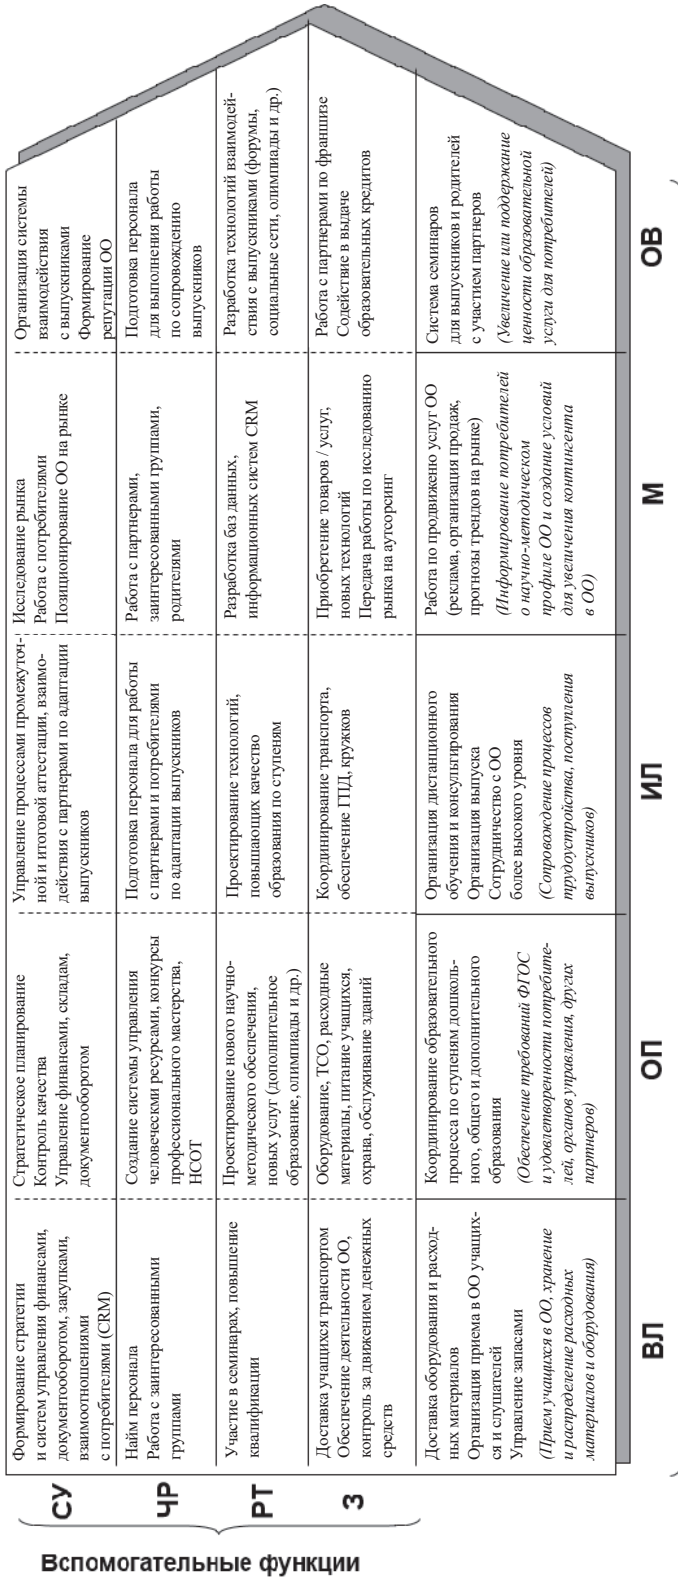 Вспомогательные функции
СУ
Формирование стратегии
и систем управления финансами,
документооборотом, закупками,
взаимоотношениями
с потребителями (CRM)
Стратегическое планирование
Контроль качества
Управление финансами, складам,
документооборотом
Управление процессами промежуточ-
ной и итоговой аттестации, взаимо-
действия с партнерами по адаптации
выпускников
Исследование рынка
Работа с потребителями
Позиционирование ОО на рынке
Организация системы
взаимодействия
с выпускниками
Формирование
репутации ОО
ЧР
Найм персонала
Работа с заинтересованными
группами
Создание системы управления
человеческми ресурсами, конкурсы
профессионального мастерства,
НСОТ
Подготовка персонала для работы
с партнерами и потребителями
по адаптации выпускников
Работа с партнерами,
заинтересованными группами,
родителями
Подготовка персонала
для выполнения работы
по сопровождению
выпускников
РТ
Участие в семинарах, повышение
квалификации
Проектирование нового научно-
методического обеспечения,
новых услуг (дополнительное
образование, олимпиады и др.)
Проектирование технологий,
повышающих качество
образования по ступеням
Разработка баз данных,
информационных систем CRM
Разработка технологий взаимодей-
ствия с выпускниками (форумы,
социальные сети, олимпиады и др.)
З
Доставка учащихся транспортом
Обеспечение деятельности ОО,
контроль за движением денежных
средств
Оборудование, ТСО, расходные
материалы, питание учащихся,
охрана, обслуживание зданий
Координирование транспорта,
обеспечение ГПД, кружков
Приобретение товаров / услуг,
новых технологий
Передача работы по исследованию
рынка на аутсорсинг
Работа с партнерами по франшизе
Содействие в выдаче
образовательных кредитов
Доставка оборудования и расход-
ных материалов
Организация приема в ОО учащих-
ся и слушателей
Управление запасами
(Прием учащихся в ОО, хранение
и распределение расходных
материалов и оборудования)
Координирование образовательного
процесса по ступеням дошколь-
ного, общего и дополнительного
образования
(Обеспечение требований ФГОС
и удовлетворенности потребите-
лей, органов управления, других
партнеров)
Организация дистанционного
обучения и консультирования
Организация выпуска
Сотрудничество с ОО
более высокого уровня
(Сопровождение процессов
трудоустройства, поступления
выпускников)
Работа по продвижено услуг ОО
(реклама, организация продаж,
прогнозы трендов на рынке)
(Информирование потребителей
о научно-методическом
профиле ОО и создание условий
для увеличения контингента
в ОО)
Система семинаров
для выпускников и родителей
с участием партнеров
(Увеличение или поддержание
ценности образовательной
услуги для потребителей)
ВЛ
ОП
ИЛ
М
ОВ